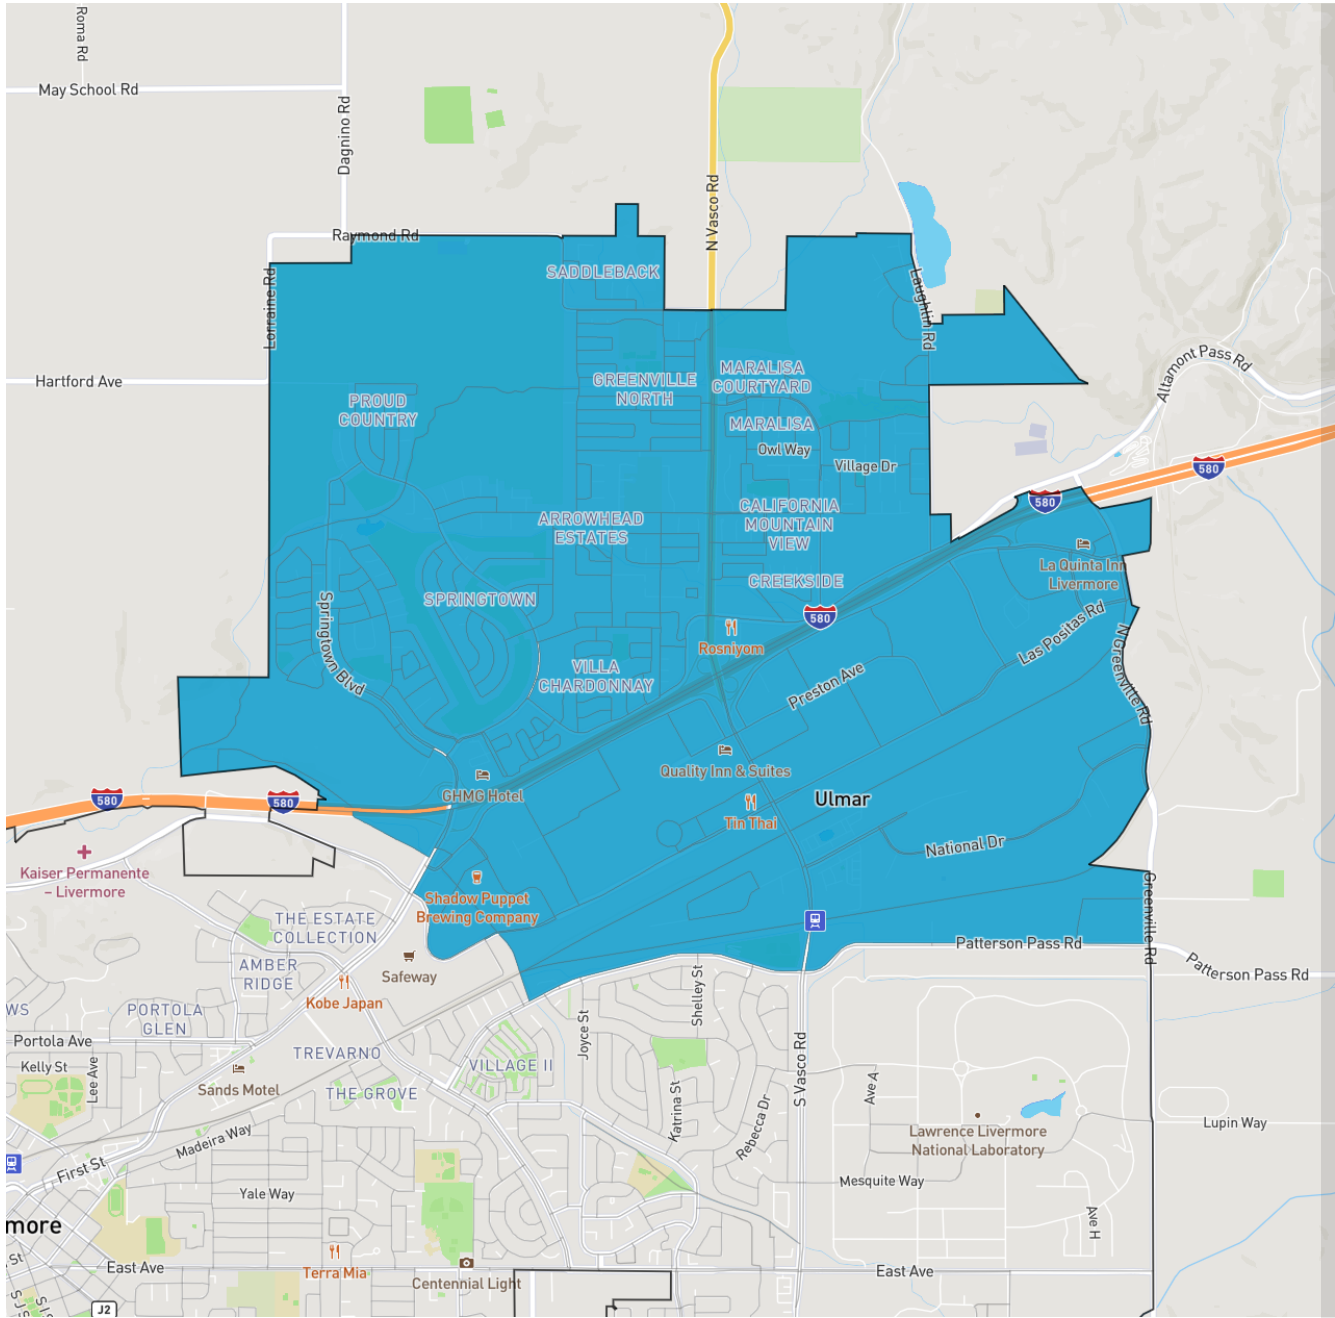 Roma Rd
May School Rd
Dagnino Rd
N Vasco Rd
Raymond Rd
Lorraine Rd
SADDLEBACK
Laughlin Rd
Hartford Ave
Altamont Pass Rd
PROUD
COUNTRY
GREENVILLE
NORTH
MARALISA
COURTYARD
MARALISA
Owl Way
Village Dr
580
580
ARROWHEAD
ESTATES
CALIFORNIA
MOUNTAIN
VIEW
La Quinta Inn
Livermore
CREEKSIDE
SPRINGTOWN
Springtown Blvd
580
Rosniyom
Las Positas Rd
N Greenville Rd
VILLA
CHARDONNAY
Preston Ave
Quality Inn & Suites
GHMG Hotel
580
580
Ulmar
Tin Thai
National Dr
Kaiser Permanente
– Livermore
Shadow Puppet
Brewing Company
Greenville Rd
THE ESTATE
COLLECTION
Patterson Pass Rd
Patterson Pass Rd
AMBER
RIDGE
Safeway
Kobe Japan
Shelley St
WS
PORTOLA
GLEN
Joyce St
Portola Ave
TREVARNO
Kelly St
Lee Ave
VILLAGE II
S Vasco Rd
Ave A
Sands Motel
THE GROVE
Katrina St
Rebecca Dr
Lupin Way
Lawrence Livermore
National Laboratory
Madeira Way
First St
Mesquite Way
Yale Way
Ave H
more
St
East Ave
Terra Mia
Centennial Light
East Ave
J2